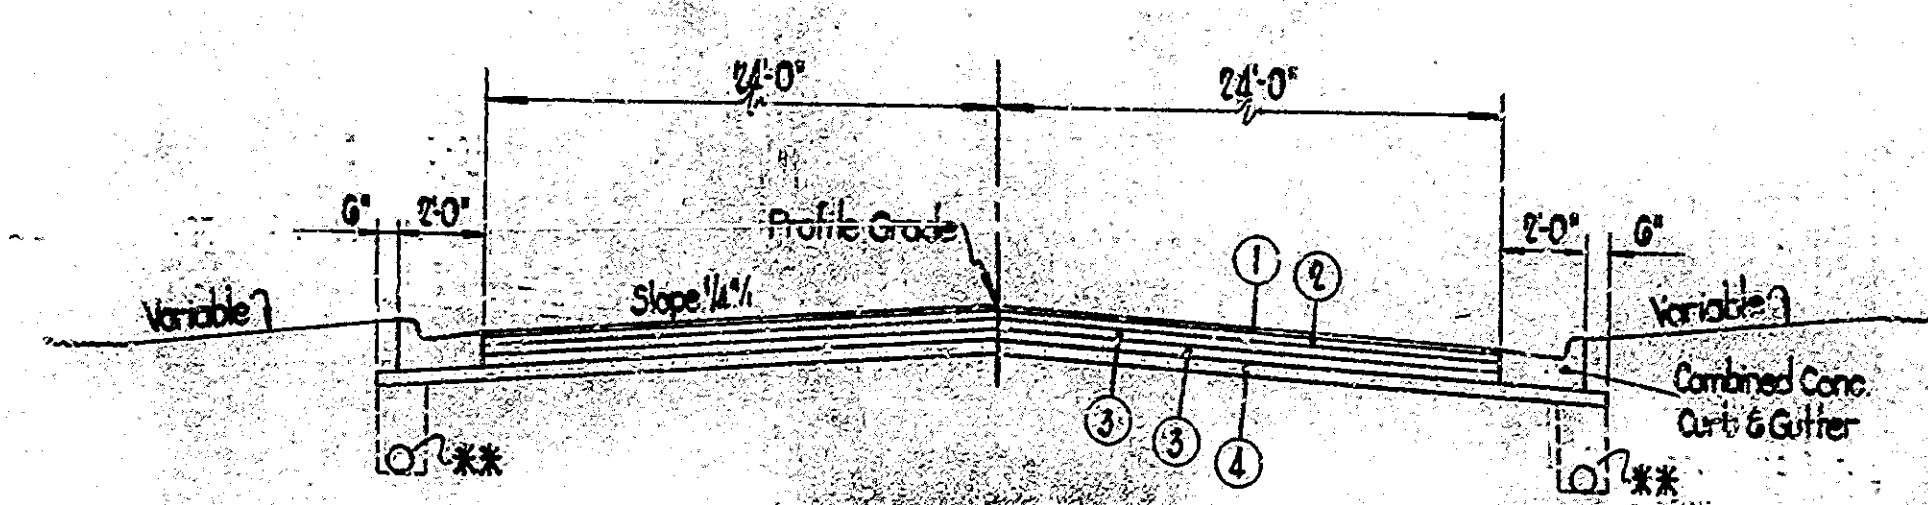 24'-0" 24'-0"
6" 2'-0" 2'-0" 6"
Profile Grade
1 2
Slope 1/4"/1
Variable Variable
Combined Conc.
Curb & Gutter
3 3 4
** **